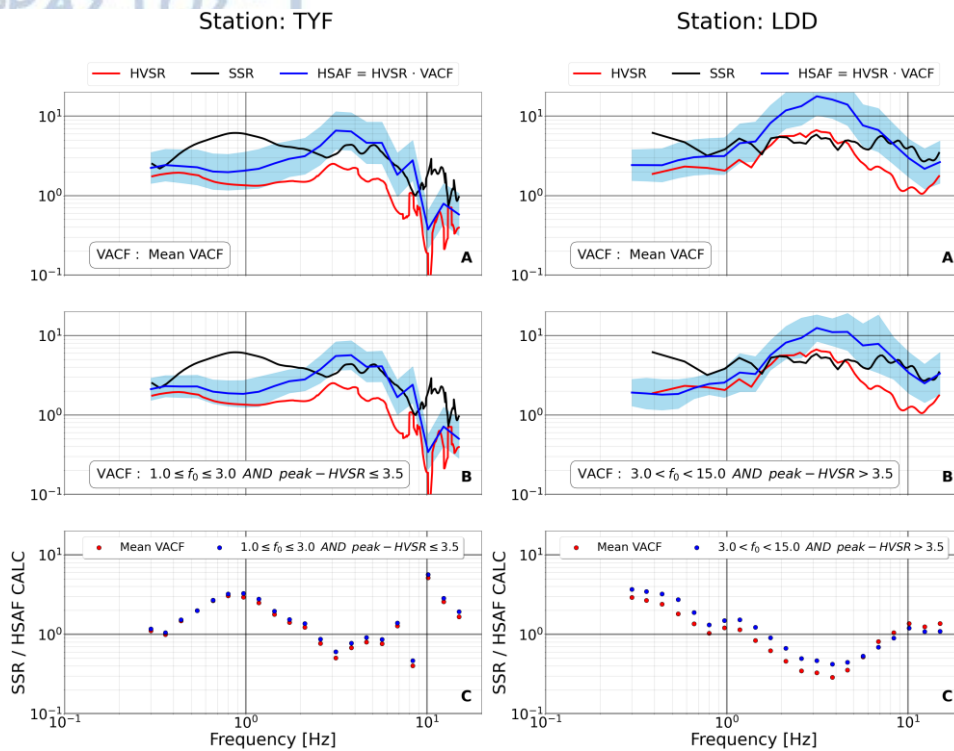 Station: TYF
Station: LDD
HVSR SSR HSAF = HVSR · VACF
HVSR SSR HSAF = HVSR · VACF
10¹
10⁰
10⁻¹
VACF : Mean VACF
A
10¹
10⁰
10⁻¹
VACF : Mean VACF
A
10¹
10⁰
10⁻¹
VACF : 1.0 ≤ f₀ ≤ 3.0 AND peak − HVSR ≤ 3.5
B
10¹
10⁰
10⁻¹
VACF : 3.0 < f₀ < 15.0 AND peak − HVSR > 3.5
B
SSR / HSAF CALC
Mean VACF 1.0 ≤ f₀ ≤ 3.0 AND peak − HVSR ≤ 3.5
10¹
10⁰
10⁻¹
C
10⁻¹ 10⁰ 10¹
Frequency [Hz]
SSR / HSAF CALC
Mean VACF 3.0 < f₀ < 15.0 AND peak − HVSR > 3.5
10¹
10⁰
10⁻¹
C
10⁻¹ 10⁰ 10¹
Frequency [Hz]